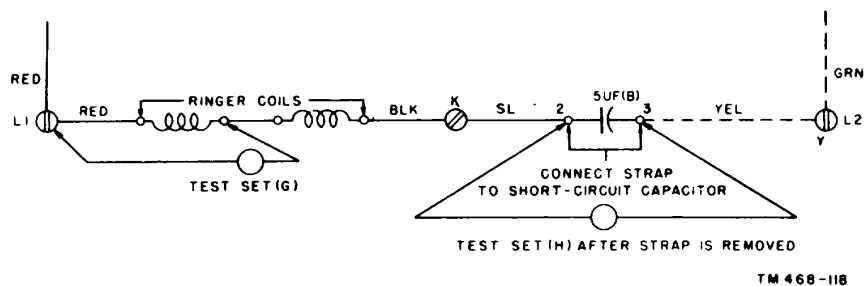 RED
GRN
L1
RED
RINGER COILS
BLK
K
SL
2
5UF(B)
3
YEL
L2
Y
TEST SET (G)
CONNECT STRAP
TO SHORT-CIRCUIT CAPACITOR
TEST SET (H) AFTER STRAP IS REMOVED
TM 468-118